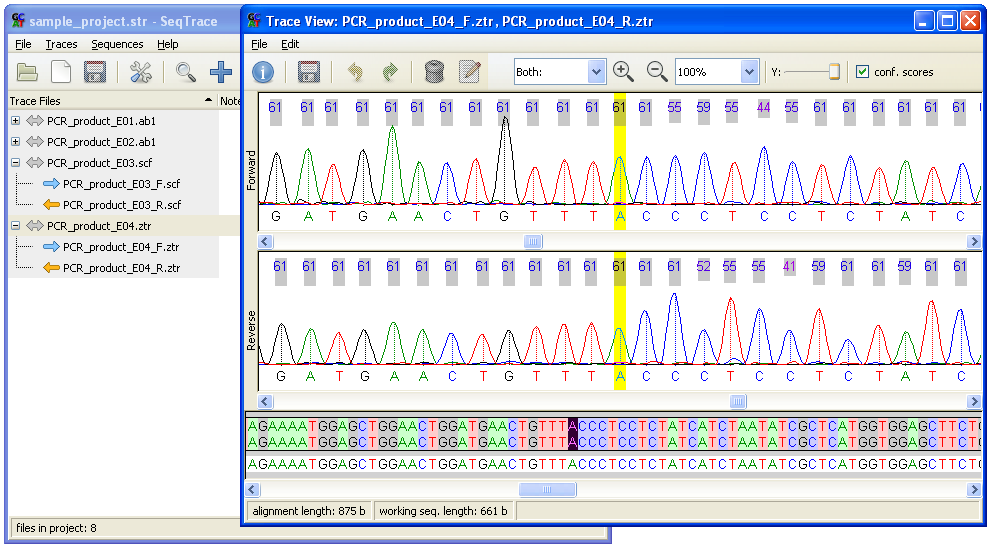 sample_project.str - SeqTrace
File Traces Sequences Help
Trace Files Note
PCR_product_E01.ab1
PCR_product_E02.ab1
PCR_product_E03.scf
PCR_product_E03_F.scf
PCR_product_E03_R.scf
PCR_product_E04.ztr
PCR_product_E04_F.ztr
PCR_product_E04_R.ztr
files in project: 8
Trace View: PCR_product_E04_F.ztr, PCR_product_E04_R.ztr
File Edit
Both: 100% Y: conf. scores
61 61 61 61 61 61 61 61 61 61 61 61 61 61 55 59 55 44 55 61 61 61 61 61 61
Forward
G A T G A A C T G T T T A C C C T C C T C T A T C
61 61 61 61 61 61 61 61 61 61 61 61 61 61 61 52 55 55 41 59 61 61 59 61 61
Reverse
G A T G A A C T G T T T A C C C T C C T C T A T C
AGAAAATGGAGCTGGAACTGGATGAACTGTTTACCCTCCTCTATCATCTAATATCGCTCATGGTGGAGCTTCTC
AGAAAATGGAGCTGGAACTGGATGAACTGTTTACCCTCCTCTATCATCTAATATCGCTCATGGTGGAGCTTCTC
AGAAAATGGAGCTGGAACTGGATGAACTGTTTACCCTCCTCTATCATCTAATATCGCTCATGGTGGAGCTTCTC
alignment length: 875 b working seq. length: 661 b